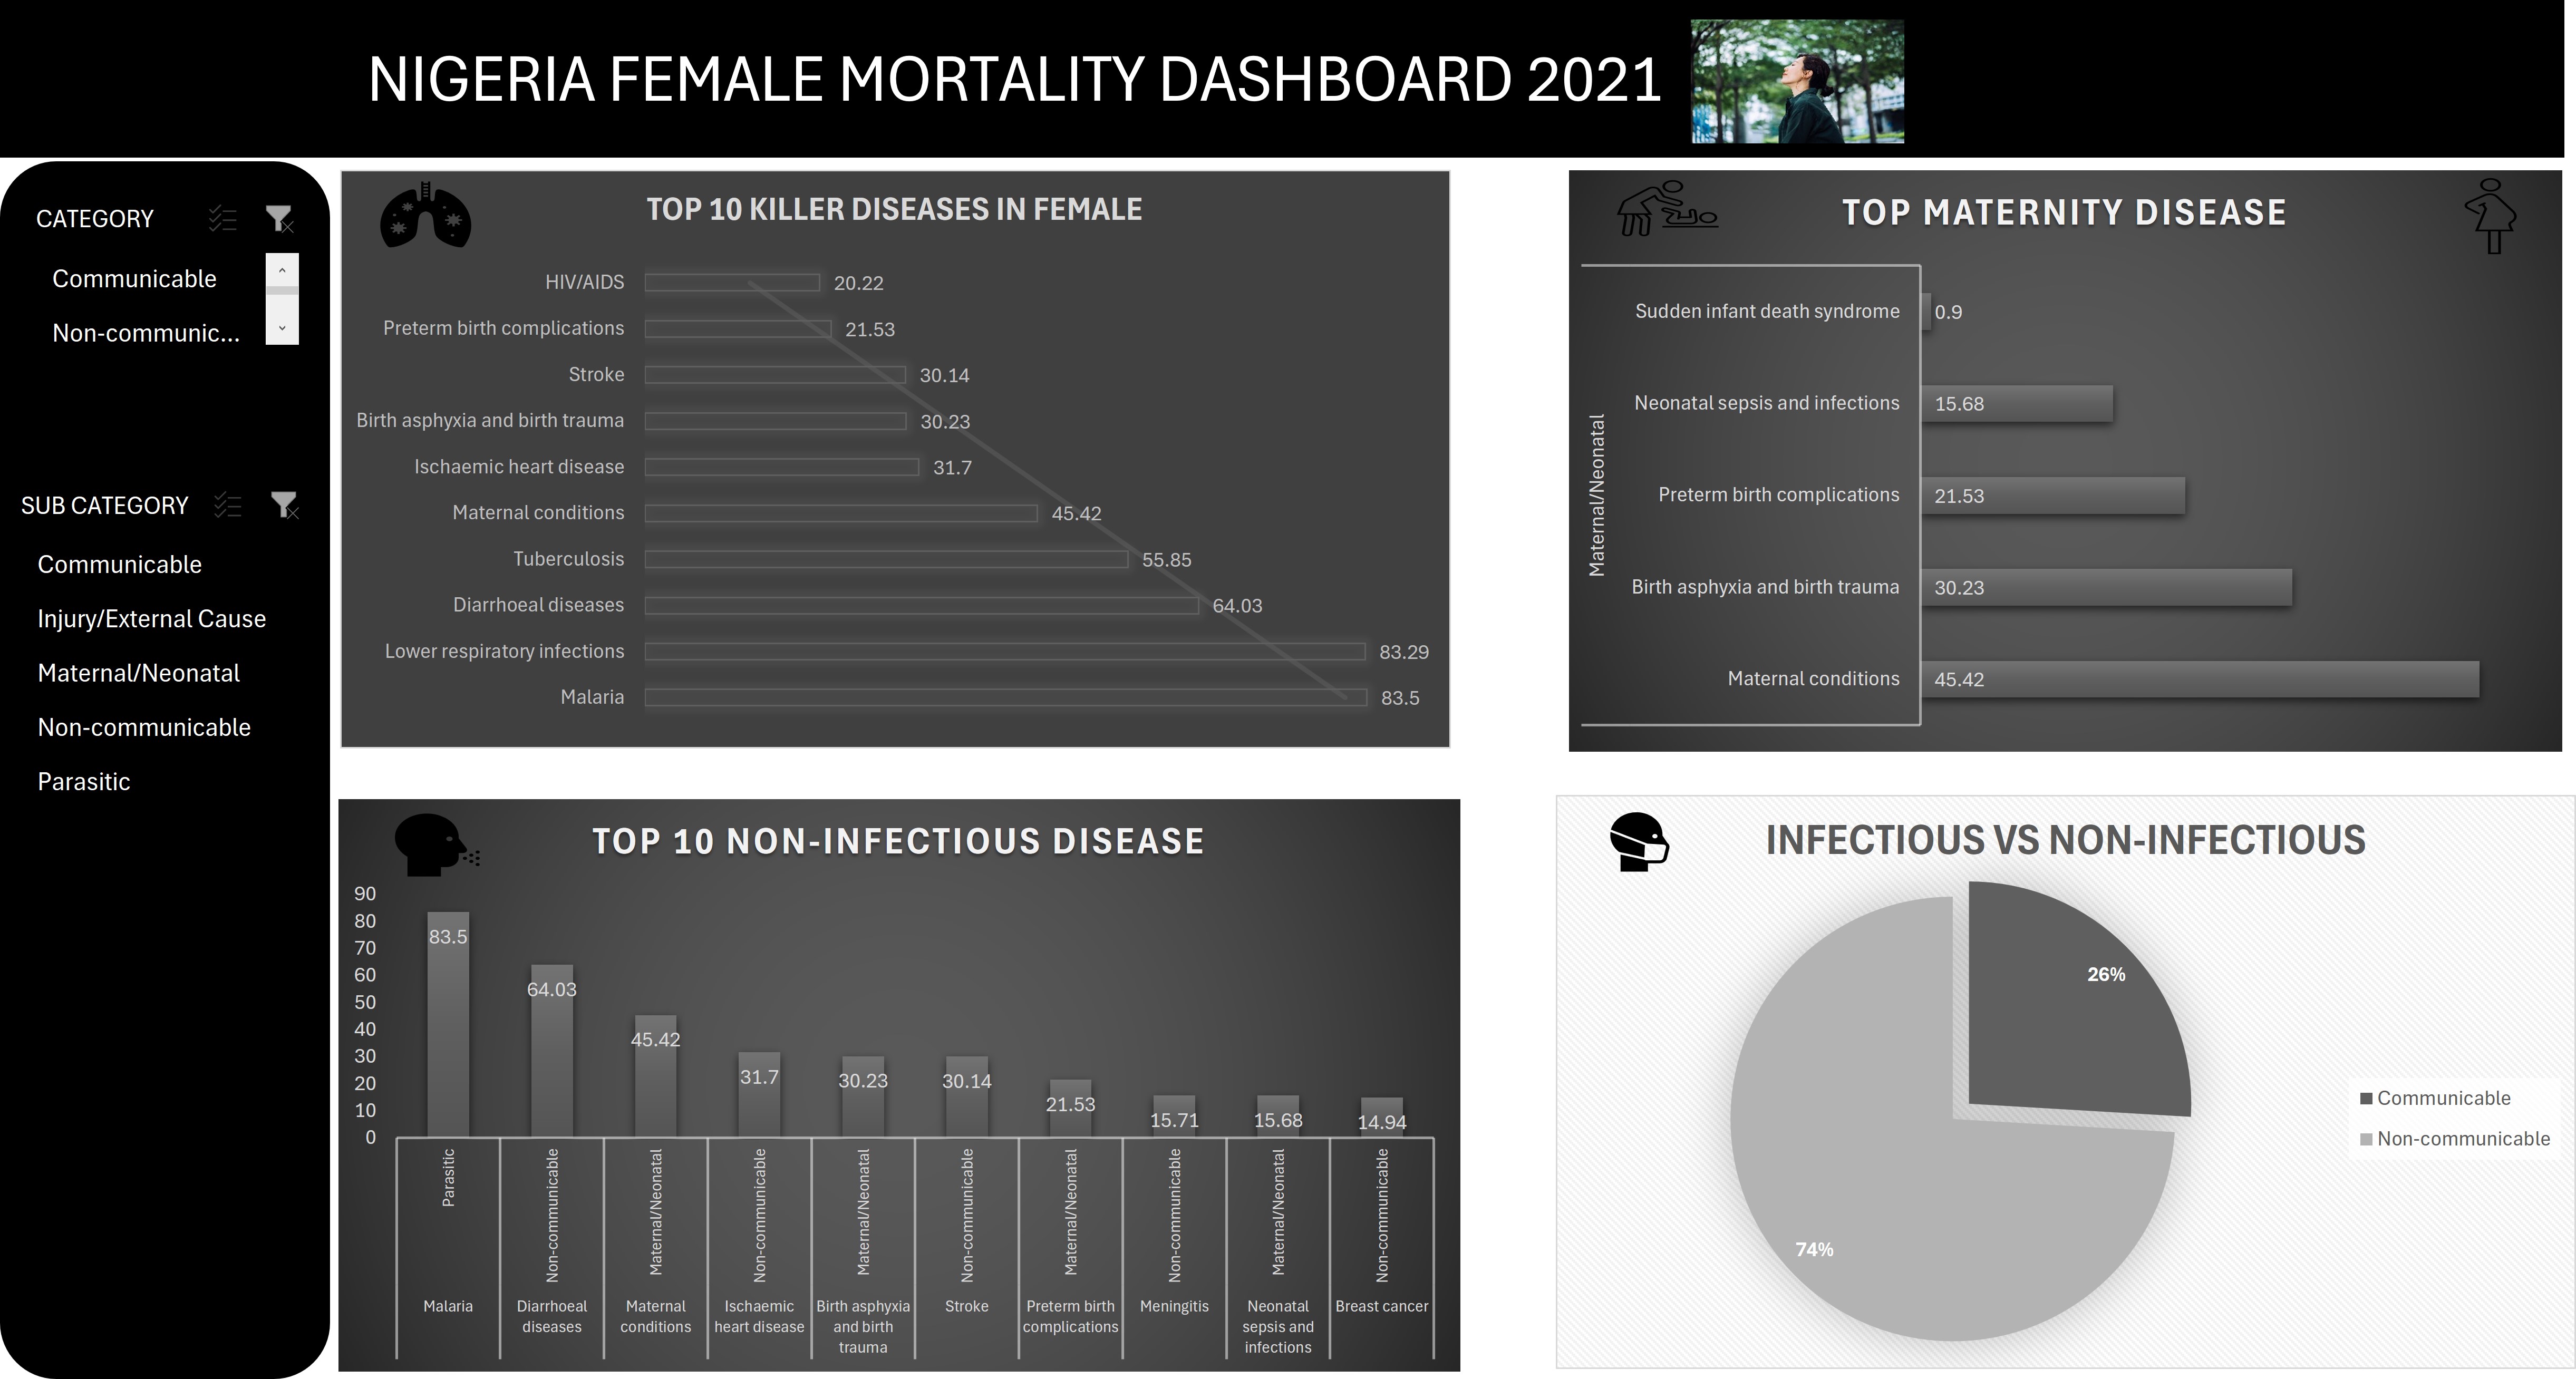 NIGERIA FEMALE MORTALITY DASHBOARD 2021
CATEGORY
Communicable
Non-communic...
SUB CATEGORY
Communicable
Injury/External Cause
Maternal/Neonatal
Non-communicable
Parasitic
TOP 10 KILLER DISEASES IN FEMALE
HIV/AIDS 20.22
Preterm birth complications 21.53
Stroke 30.14
Birth asphyxia and birth trauma 30.23
Ischaemic heart disease 31.7
Maternal conditions 45.42
Tuberculosis 55.85
Diarrhoeal diseases 64.03
Lower respiratory infections 83.29
Malaria 83.5
TOP MATERNITY DISEASE
Maternal/Neonatal
Sudden infant death syndrome 0.9
Neonatal sepsis and infections 15.68
Preterm birth complications 21.53
Birth asphyxia and birth trauma 30.23
Maternal conditions 45.42
TOP 10 NON-INFECTIOUS DISEASE
90
80
70
60
50
40
30
20
10
0
83.5
64.03
45.42
31.7
30.23
30.14
21.53
15.71
15.68
14.94
Parasitic
Non-communicable
Maternal/Neonatal
Non-communicable
Maternal/Neonatal
Non-communicable
Maternal/Neonatal
Non-communicable
Maternal/Neonatal
Non-communicable
Malaria
Diarrhoeal
diseases
Maternal
conditions
Ischaemic
heart disease
Birth asphyxia
and birth
trauma
Stroke
Preterm birth
complications
Meningitis
Neonatal
sepsis and
infections
Breast cancer
INFECTIOUS VS NON-INFECTIOUS
26%
74%
Communicable
Non-communicable